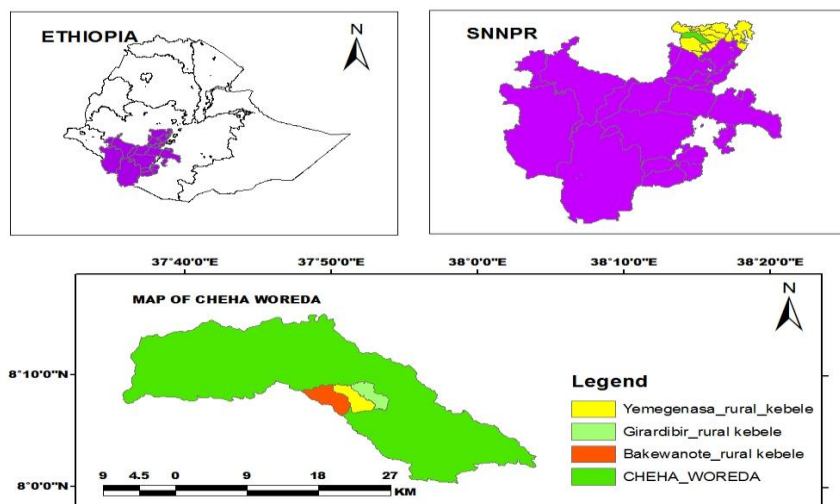 ETHIOPIA
N
SNNPR
N
37°40'0"E 37°50'0"E 38°0'0"E 38°10'0"E 38°20'0"E
MAP OF CHEHA WOREDA
N
8°10'0"N
8°0'0"N
Legend
Yemegenasa_rural_kebele
Girardibir_rural kebele
Bakewanote_rural kebele
CHEHA_WOREDA
9 4.5 0 9 18 27
KM